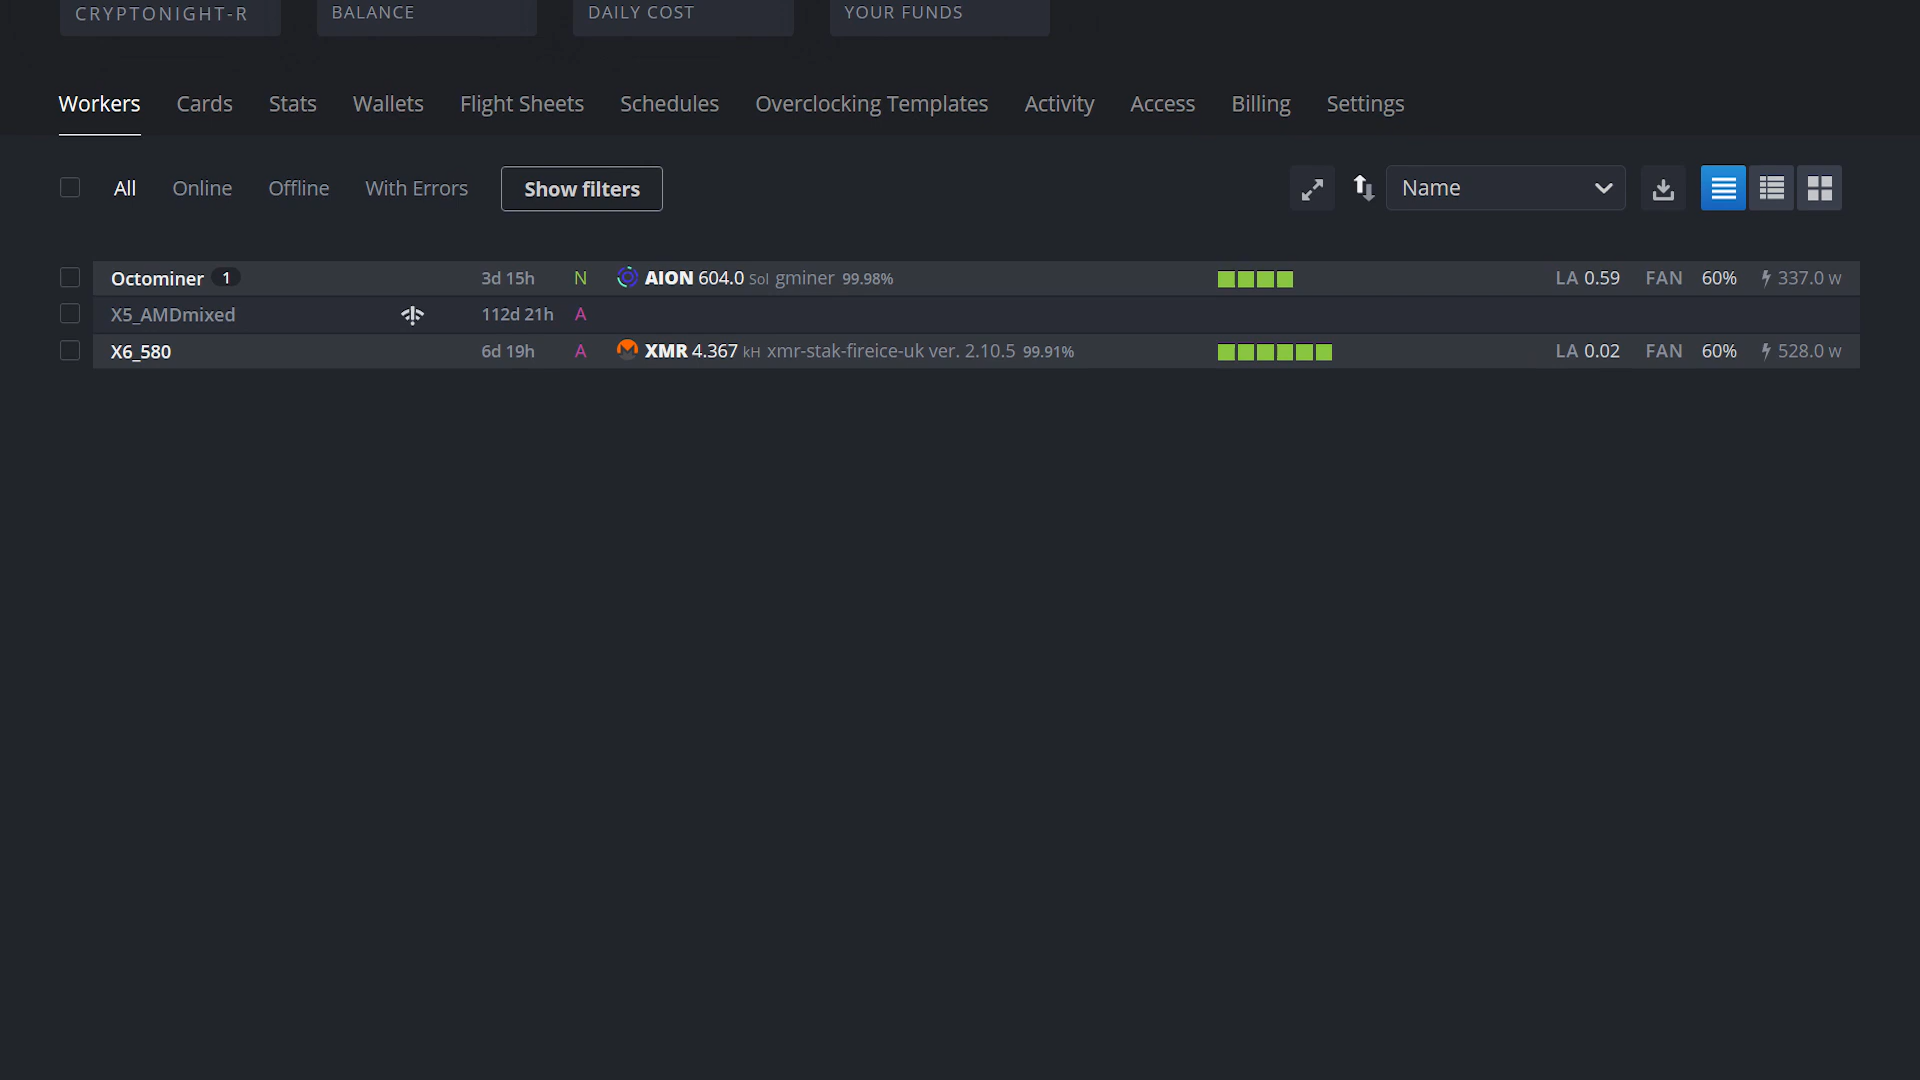 CRYPTONIGHT-R BALANCE DAILY COST YOUR FUNDS
Workers Cards Stats Wallets Flight Sheets Schedules Overclocking Templates Activity Access Billing Settings
All Online Offline With Errors Show filters Name
Octominer 1 3d 15h N AION 604.0 Sol gminer 99.98% LA 0.59 FAN 60% 337.0 W
X5_AMDmixed 112d 21h A
X6_580 6d 19h A XMR 4.367 kH xmr-stak-fireice-uk ver. 2.10.5 99.91% LA 0.02 FAN 60% 528.0 W